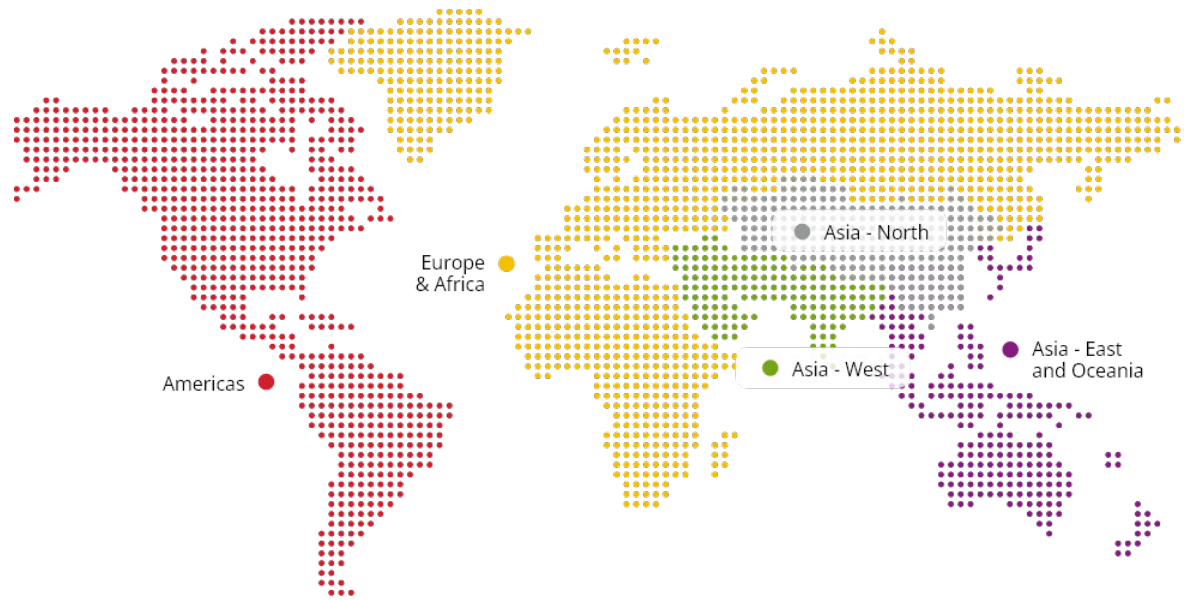 Asia - North
Europe
& Africa
Asia - East
and Oceania
Asia - West
Americas